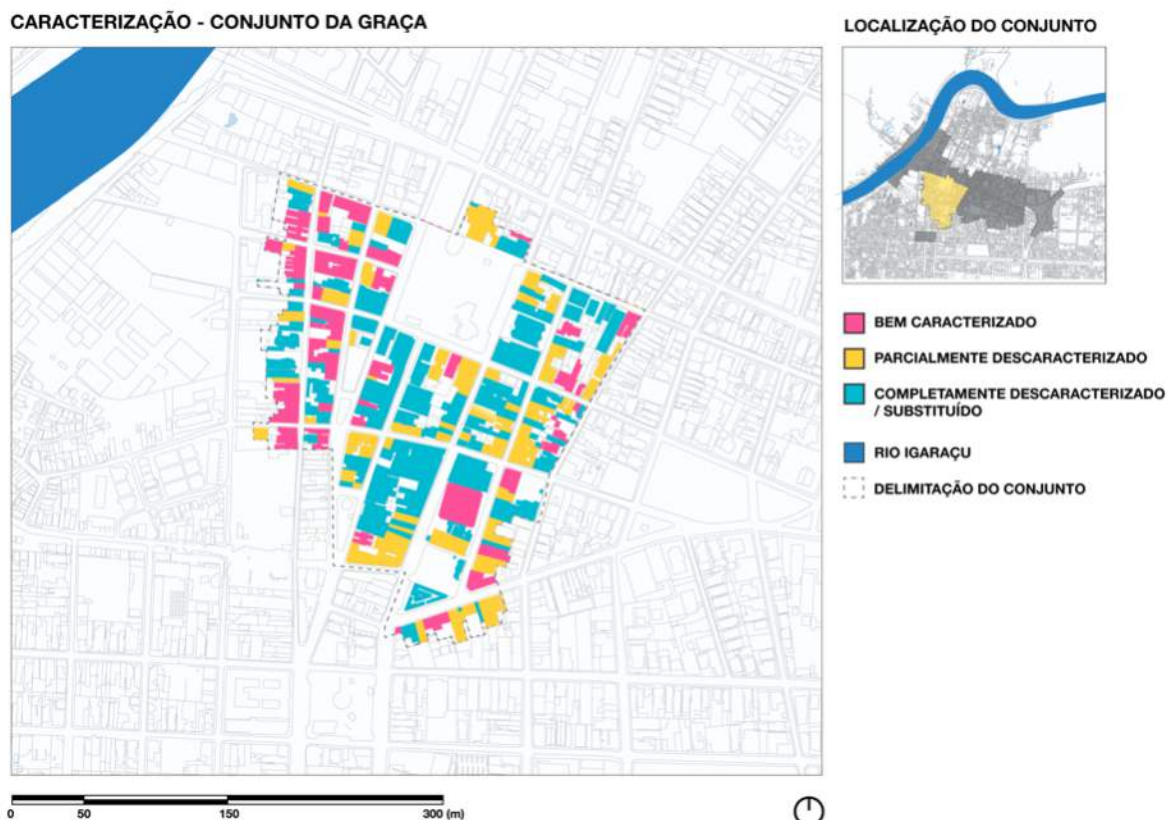 CARACTERIZAÇÃO - CONJUNTO DA GRAÇA
LOCALIZAÇÃO DO CONJUNTO
BEM CARACTERIZADO
PARCIALMENTE DESCARACTERIZADO
COMPLETAMENTE DESCARACTERIZADO
/ SUBSTITUÍDO
RIO IGARAÇU
DELIMITAÇÃO DO CONJUNTO
0 50 150 300 (m)